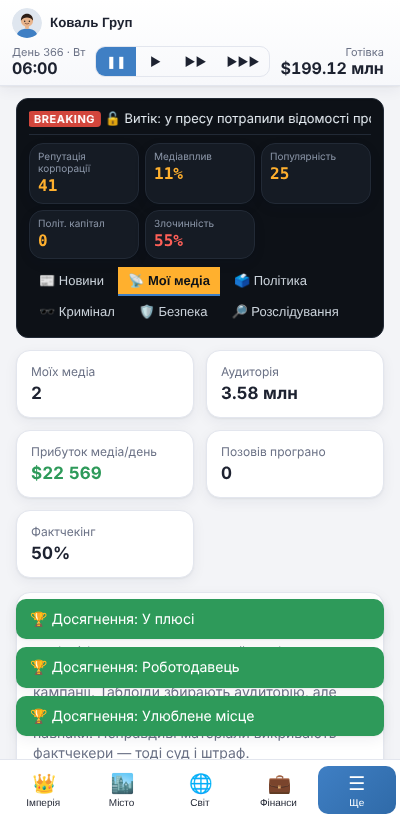 Коваль Груп
День 366 · Вт
06:00
Готівка
$199.12 млн
BREAKING 🔓 Витік: у пресу потрапили відомості про
Репутація корпорації
41
Медіавплив
11%
Популярність
25
Політ. капітал
0
Злочинність
55%
📰 Новини
📡 Мої медіа
🗳️ Політика
🕶️ Кримінал
🛡️ Безпека
🔎 Розслідування
Моїх медіа
2
Аудиторія
3.58 млн
Прибуток медіа/день
$22 569
Позовів програно
0
Фактчекінг
50%
🏆 Досягнення: У плюсі
🏆 Досягнення: Роботодавець
кампанії. Таблоїди збирають аудиторію, але
🏆 Досягнення: Улюблене місце
фактчекери — тоді суд і штраф.
Імперія
Місто
Світ
Фінанси
Ще